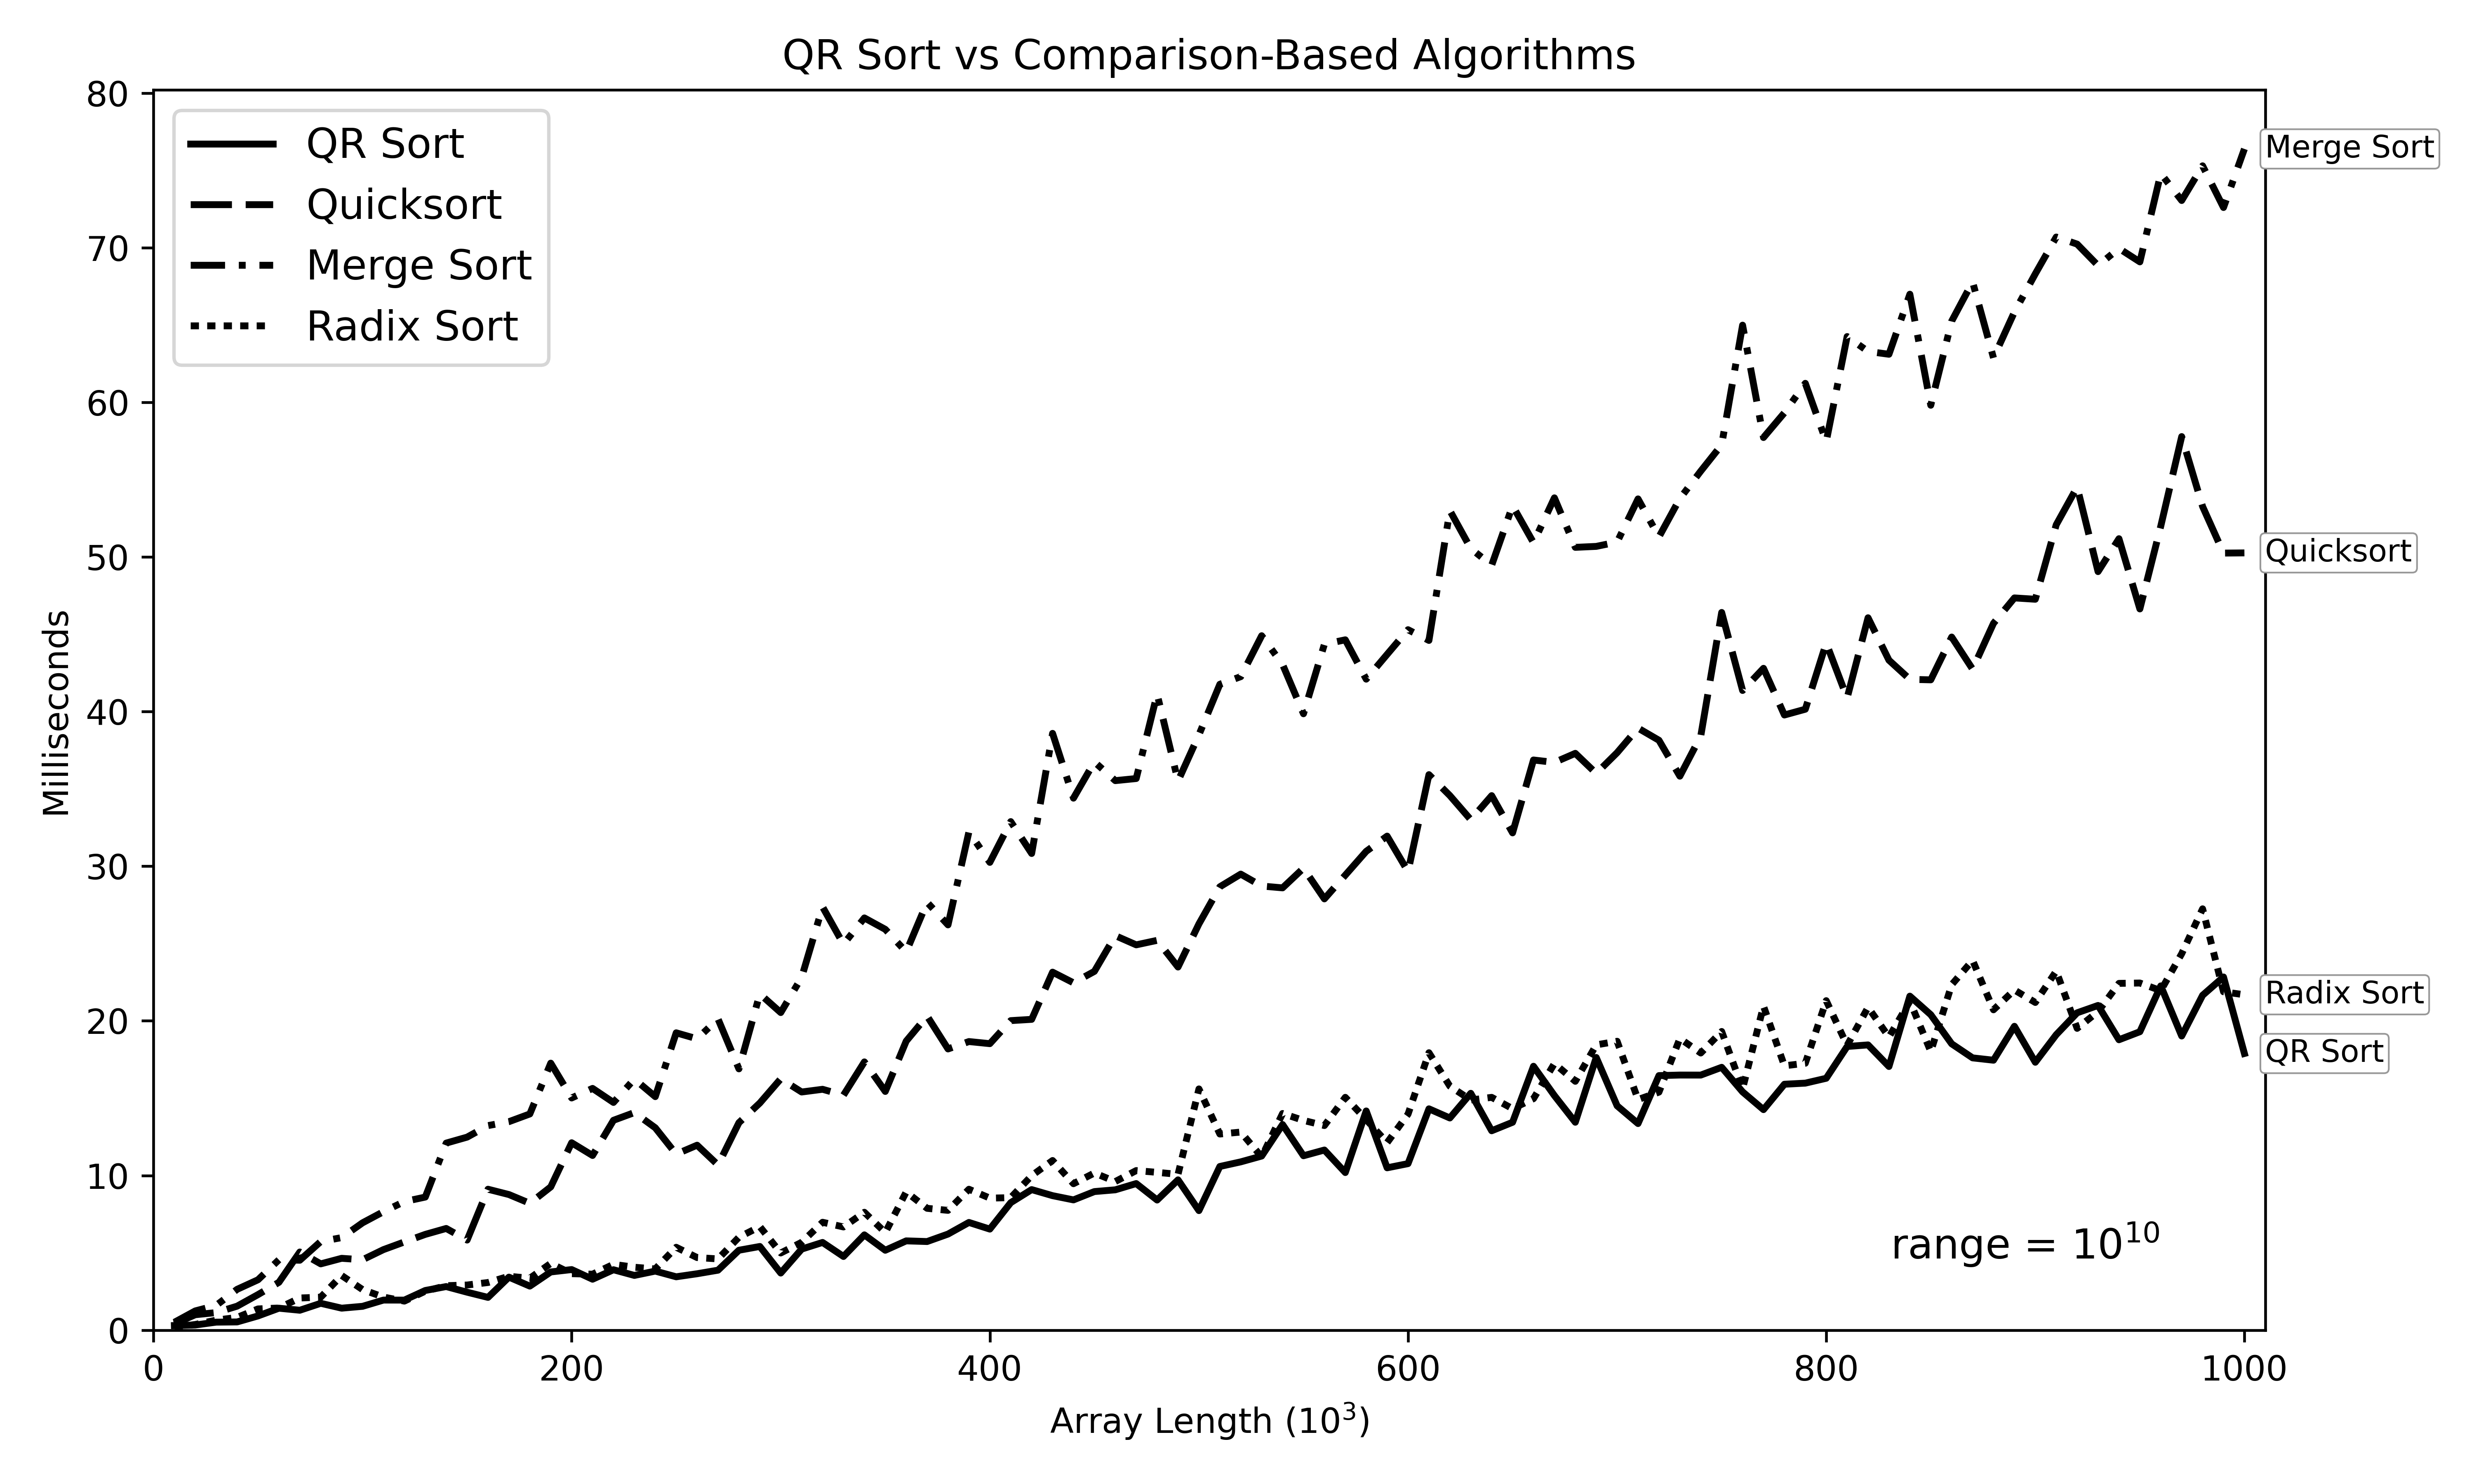 QR Sort vs Comparison-Based Algorithms
80
70
60
50
40
30
20
10
0
Milliseconds
QR Sort
Quicksort
Merge Sort
Radix Sort
Merge Sort
Quicksort
Radix Sort
QR Sort
range = 10¹⁰
0 200 400 600 800 1000
Array Length (10³)